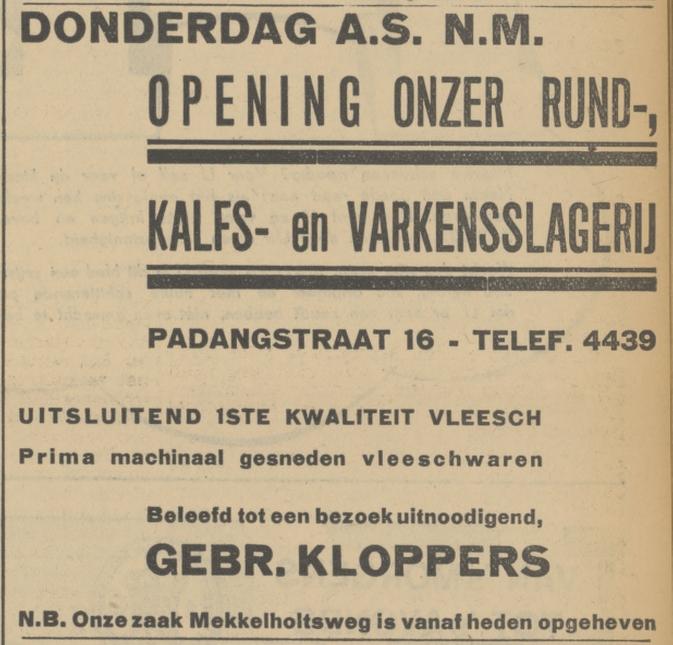 DONDERDAG A.S. N.M.
OPENING ONZER RUND-,
KALFS- en VARKENSSLAGERIJ
PADANGSTRAAT 16 - TELEF. 4439
UITSLUITEND 1STE KWALITEIT VLEESCH
Prima machinaal gesneden vleeschwaren
Beleefd tot een bezoek uitnoodigend,
GEBR. KLOPPERS
N.B. Onze zaak Mekkelholtsweg is vanaf heden opgeheven